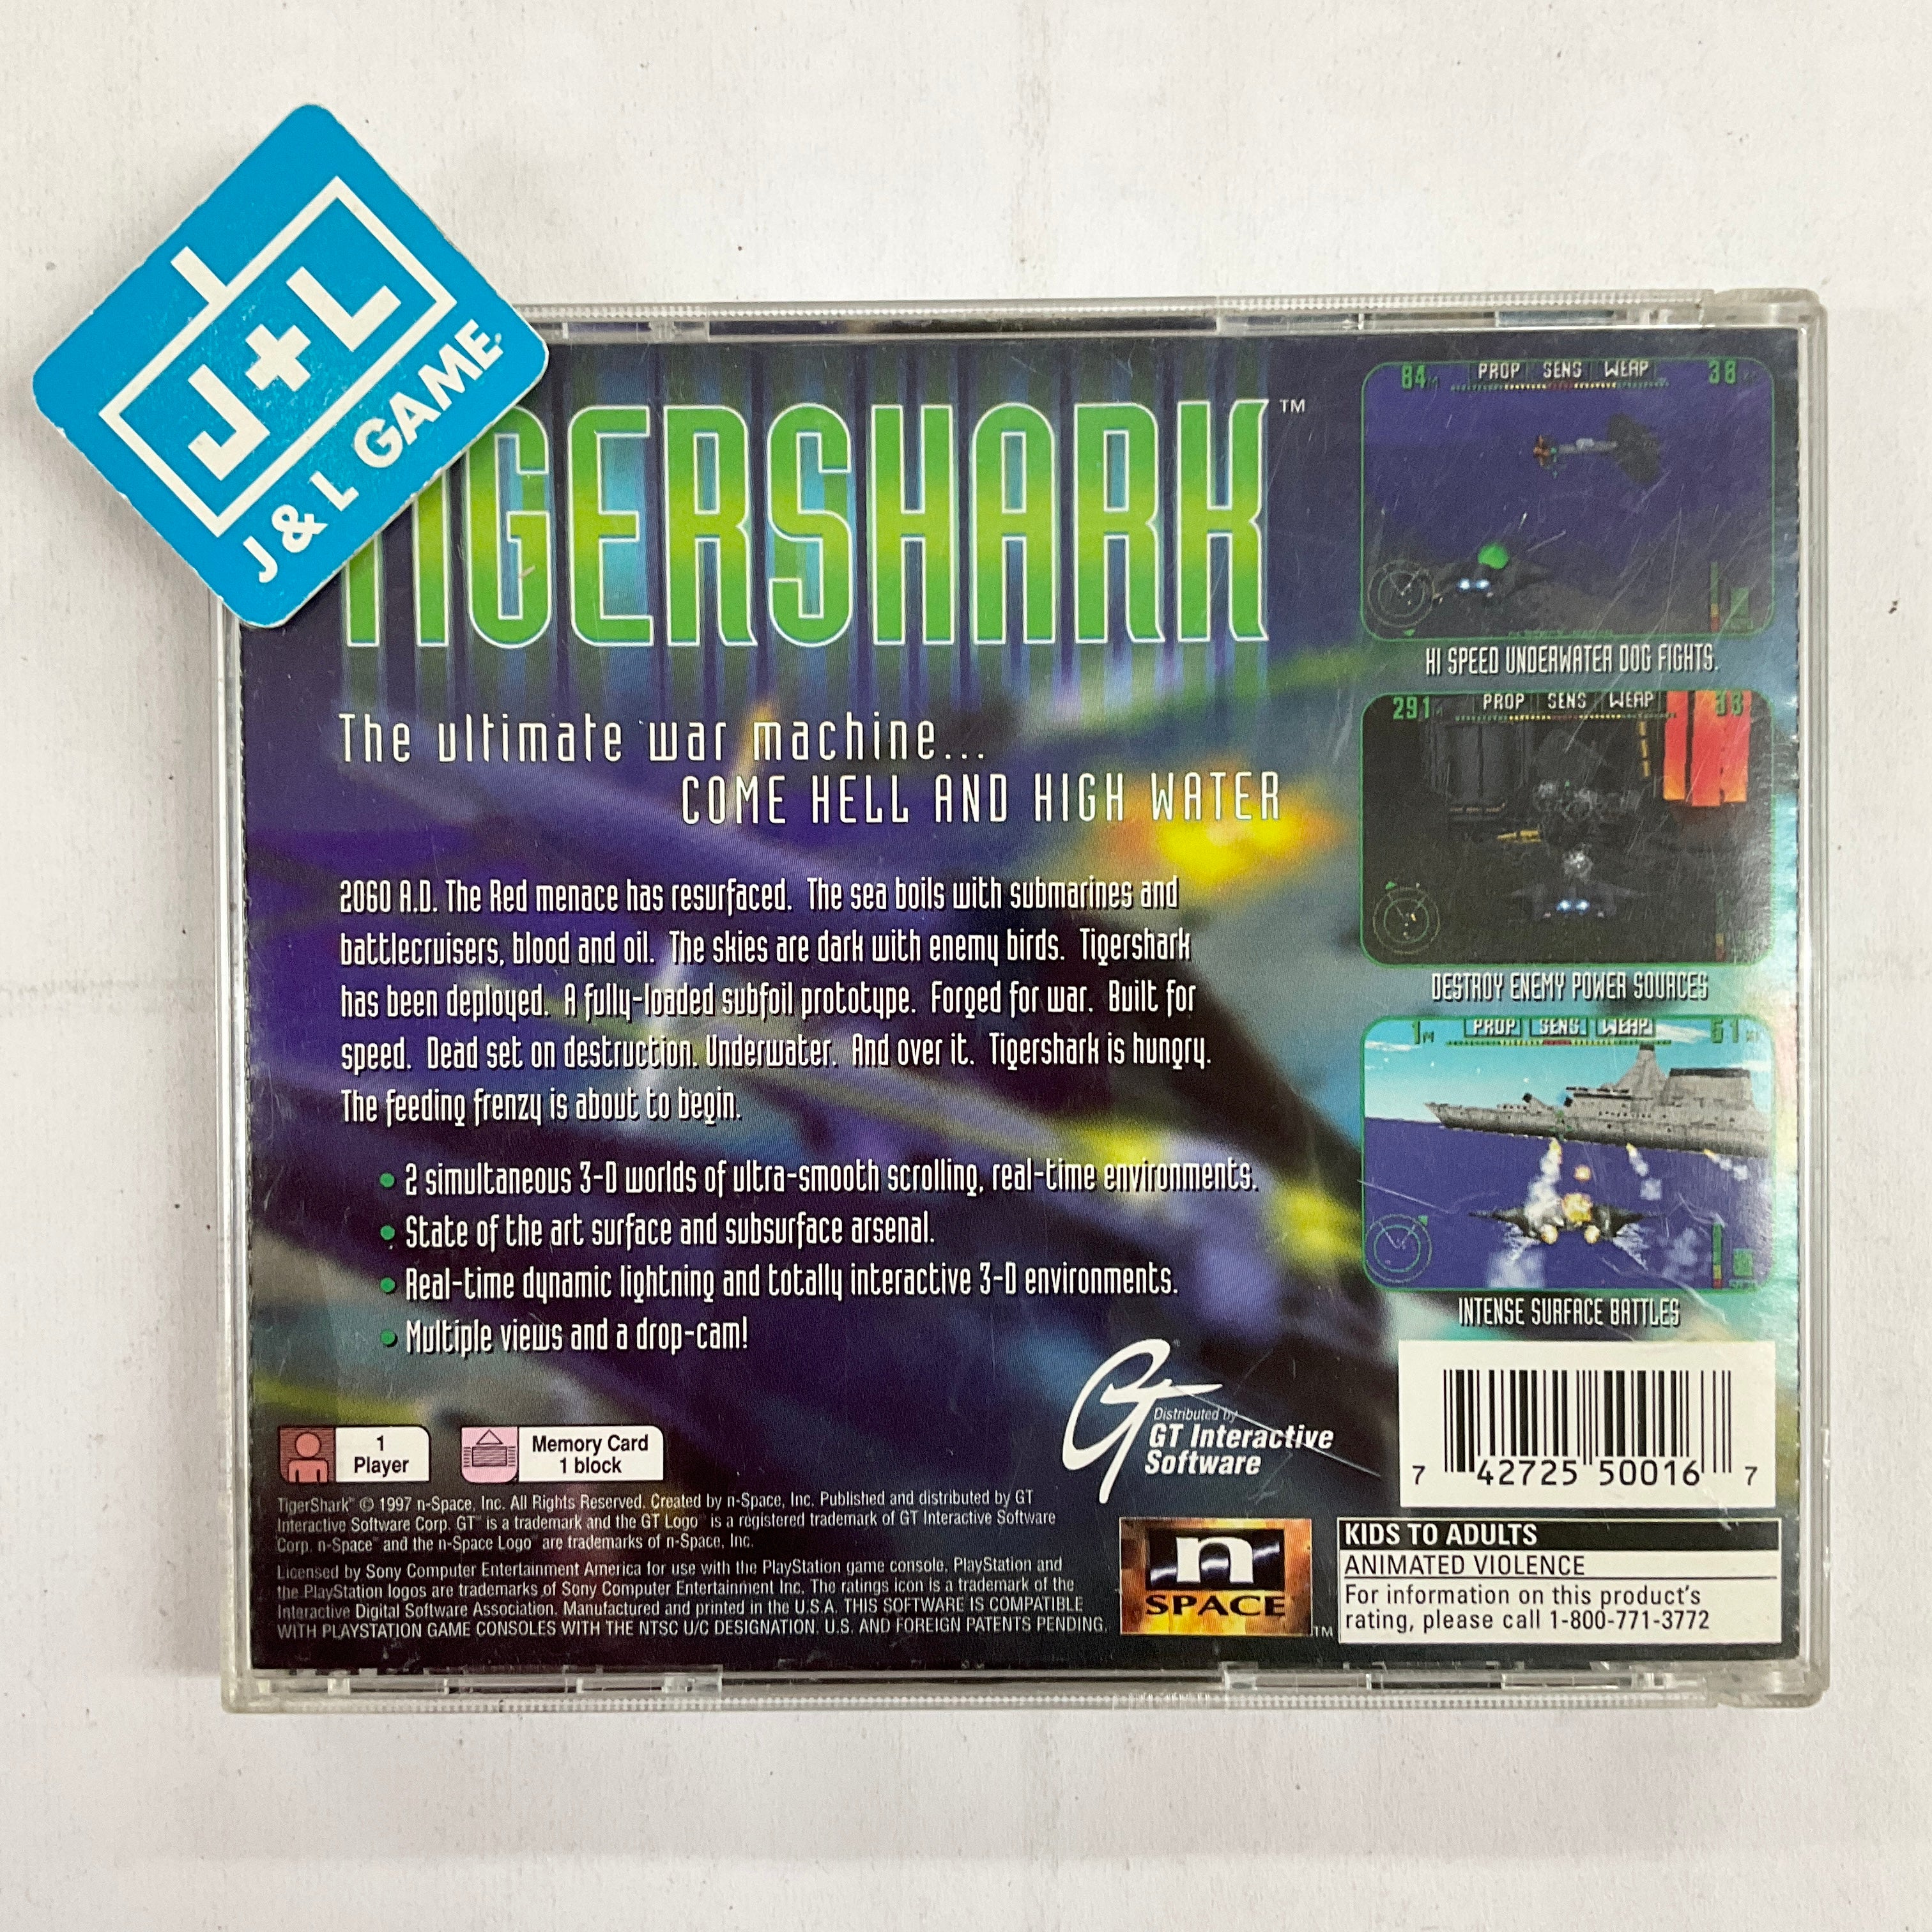 J+L
J & L GAME
TIGERSHARK™
The ultimate war machine...
COME HELL AND HIGH WATER
2060 A.D. The Red menace has resurfaced. The sea boils with submarines and
battlecruisers, blood and oil. The skies are dark with enemy birds. Tigershark
has been deployed. A fully-loaded subfoil prototype. Forged for war. Built for
speed. Dead set on destruction. Underwater. And over it. Tigershark is hungry.
The feeding frenzy is about to begin.
• 2 simultaneous 3-D worlds of ultra-smooth scrolling, real-time environments.
• State of the art surface and subsurface arsenal.
• Real-time dynamic lightning and totally interactive 3-D environments.
• Multiple views and a drop-cam!
84M PROP SENS WEAP 38
HI SPEED UNDERWATER DOG FIGHTS.
291 PROP SENS WEAP 33
DESTROY ENEMY POWER SOURCES
1M PROP SENS WEAP 51
INTENSE SURFACE BATTLES
1
Player
Memory Card
1 block
GT
Distributed by
GT Interactive
Software
7 42725 50016 7
TigerShark™ © 1997 n-Space, Inc. All Rights Reserved. Created by n-Space, Inc. Published and distributed by GT
Interactive Software Corp. GT™ is a trademark and the GT Logo® is a registered trademark of GT Interactive Software
Corp. n-Space™ and the n-Space Logo™ are trademarks of n-Space, Inc.
Licensed by Sony Computer Entertainment America for use with the PlayStation game console. PlayStation and
the PlayStation logos are trademarks of Sony Computer Entertainment Inc. The ratings icon is a trademark of the
Interactive Digital Software Association. Manufactured and printed in the U.S.A. THIS SOFTWARE IS COMPATIBLE
WITH PLAYSTATION GAME CONSOLES WITH THE NTSC U/C DESIGNATION. U.S. AND FOREIGN PATENTS PENDING.
n
SPACE™
KIDS TO ADULTS
ANIMATED VIOLENCE
For information on this product's
rating, please call 1-800-771-3772